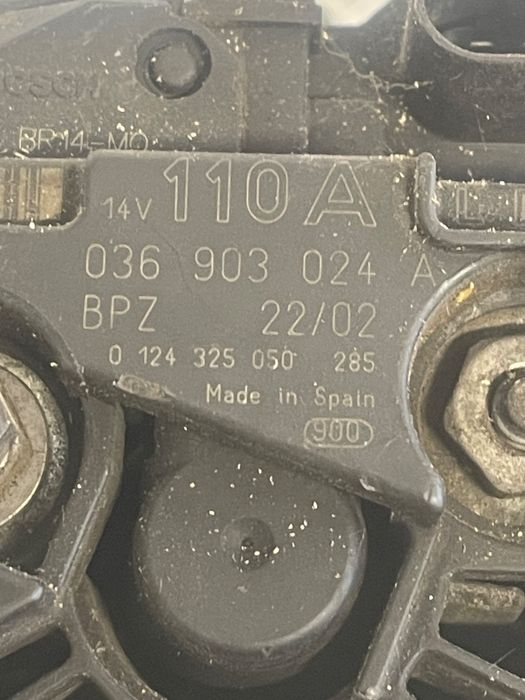 BOSCH
BR14-MO
14V 110A
036 903 024 A
BPZ 22/02
0 124 325 050 285
Made in Spain
900